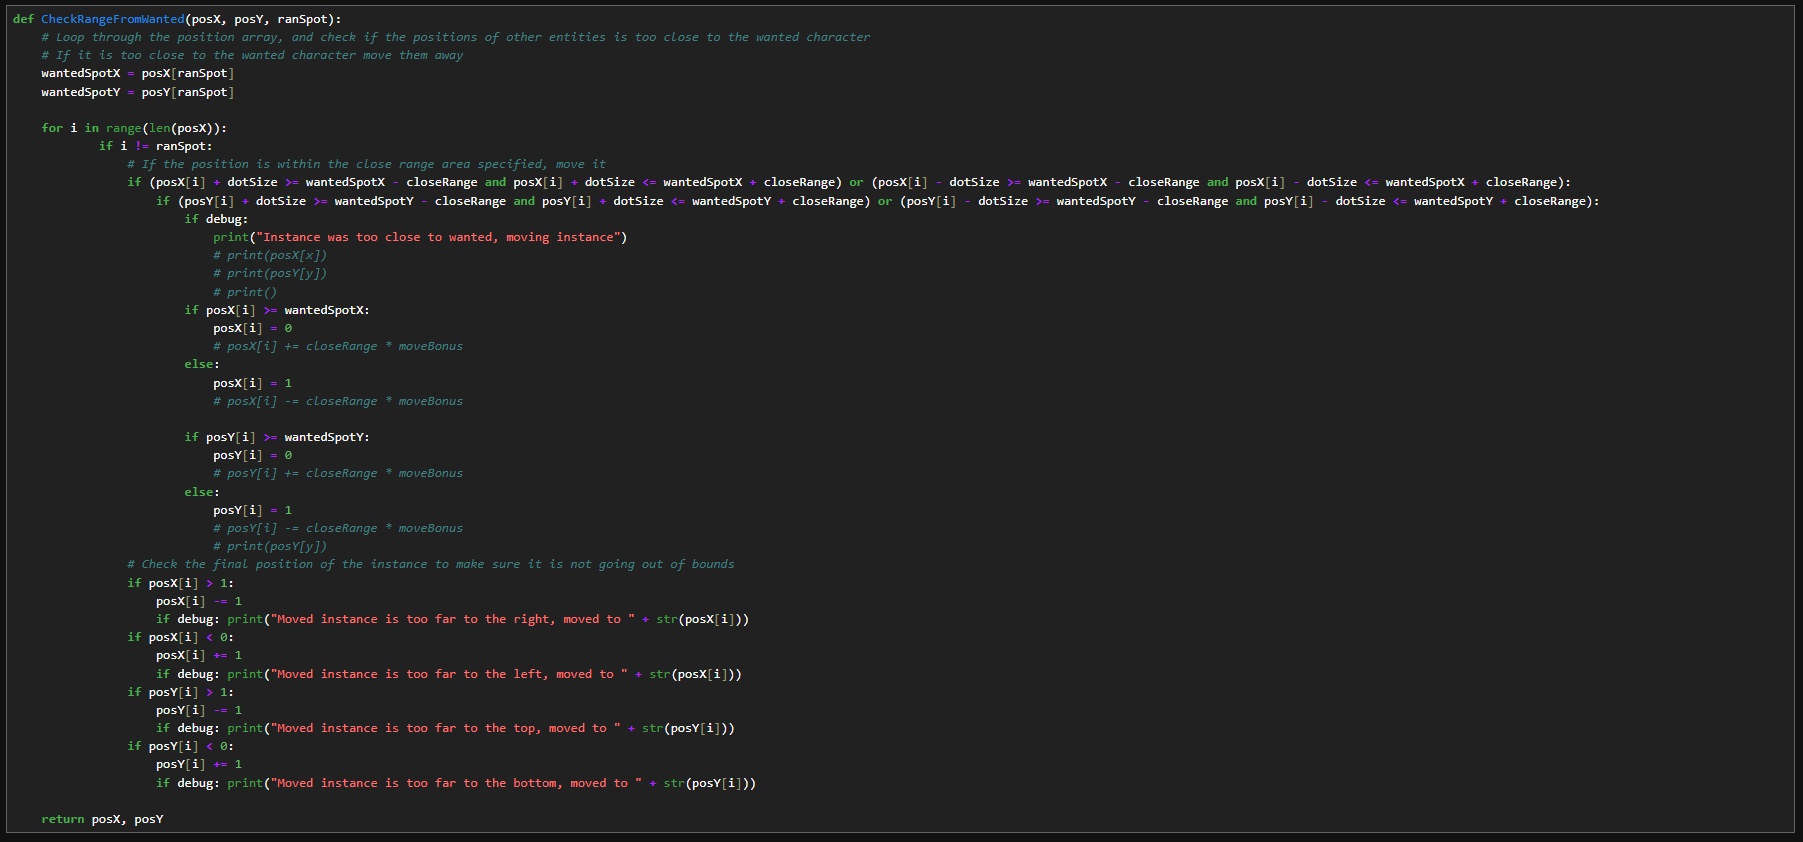 def CheckRangeFromWanted(posX, posY, ranSpot):
    # Loop through the position array, and check if the positions of other entities is too close to the wanted character
    # If it is too close to the wanted character move them away
    wantedSpotX = posX[ranSpot]
    wantedSpotY = posY[ranSpot]

    for i in range(len(posX)):
            if i != ranSpot:
                # If the position is within the close range area specified, move it
                if (posX[i] + dotSize >= wantedSpotX - closeRange and posX[i] + dotSize <= wantedSpotX + closeRange) or (posX[i] - dotSize >= wantedSpotX - closeRange and posX[i] - dotSize <= wantedSpotX + closeRange):
                    if (posY[i] + dotSize >= wantedSpotY - closeRange and posY[i] + dotSize <= wantedSpotY + closeRange) or (posY[i] - dotSize >= wantedSpotY - closeRange and posY[i] - dotSize <= wantedSpotY + closeRange):
                        if debug:
                            print("Instance was too close to wanted, moving instance")
                            # print(posX[x])
                            # print(posY[y])
                            # print()
                        if posX[i] >= wantedSpotX:
                            posX[i] = 0
                            # posX[i] += closeRange * moveBonus
                        else:
                            posX[i] = 1
                            # posX[i] -= closeRange * moveBonus

                        if posY[i] >= wantedSpotY:
                            posY[i] = 0
                            # posY[i] += closeRange * moveBonus
                        else:
                            posY[i] = 1
                            # posY[i] -= closeRange * moveBonus
                            # print(posY[y])
                # Check the final position of the instance to make sure it is not going out of bounds
                if posX[i] > 1:
                    posX[i] -= 1
                    if debug: print("Moved instance is too far to the right, moved to " + str(posX[i]))
                if posX[i] < 0:
                    posX[i] += 1
                    if debug: print("Moved instance is too far to the left, moved to " + str(posX[i]))
                if posY[i] > 1:
                    posY[i] -= 1
                    if debug: print("Moved instance is too far to the top, moved to " + str(posY[i]))
                if posY[i] < 0:
                    posY[i] += 1
                    if debug: print("Moved instance is too far to the bottom, moved to " + str(posY[i]))

    return posX, posY